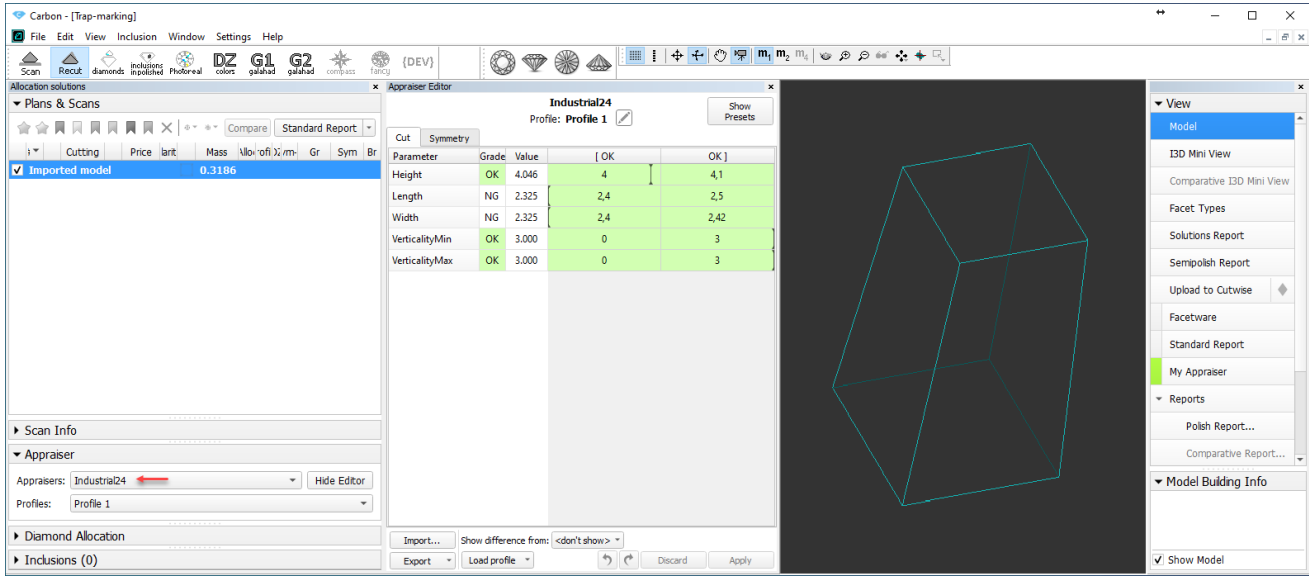 Carbon - [Trap-marking]
File Edit View Inclusion Window Settings Help
Scan Recut diamonds inclusions inpolished Photoreal DZ colors G1 galahad G2 galahad compass fancy {DEV} m1 m2 m4
Allocation solutions
Plans & Scans
Compare Standard Report
Cutting Price larit Mass Gr Sym Br
Imported model 0.3186
Scan Info
Appraiser
Appraisers: Industrial24 Hide Editor
Profiles: Profile 1
Diamond Allocation
Inclusions (0)
Appraiser Editor
Industrial24
Profile: Profile 1
Show Presets
Cut Symmetry
Parameter Grade Value [ OK OK ]
Height OK 4.046 4 4,1
Length NG 2.325 2,4 2,5
Width NG 2.325 2,4 2,42
VerticalityMin OK 3.000 0 3
VerticalityMax OK 3.000 0 3
Import... Show difference from: <don't show>
Export Load profile Discard Apply
View
Model
I3D Mini View
Comparative I3D Mini View
Facet Types
Solutions Report
Semipolish Report
Upload to Cutwise
Facetware
Standard Report
My Appraiser
Reports
Polish Report...
Comparative Report...
Model Building Info
Show Model